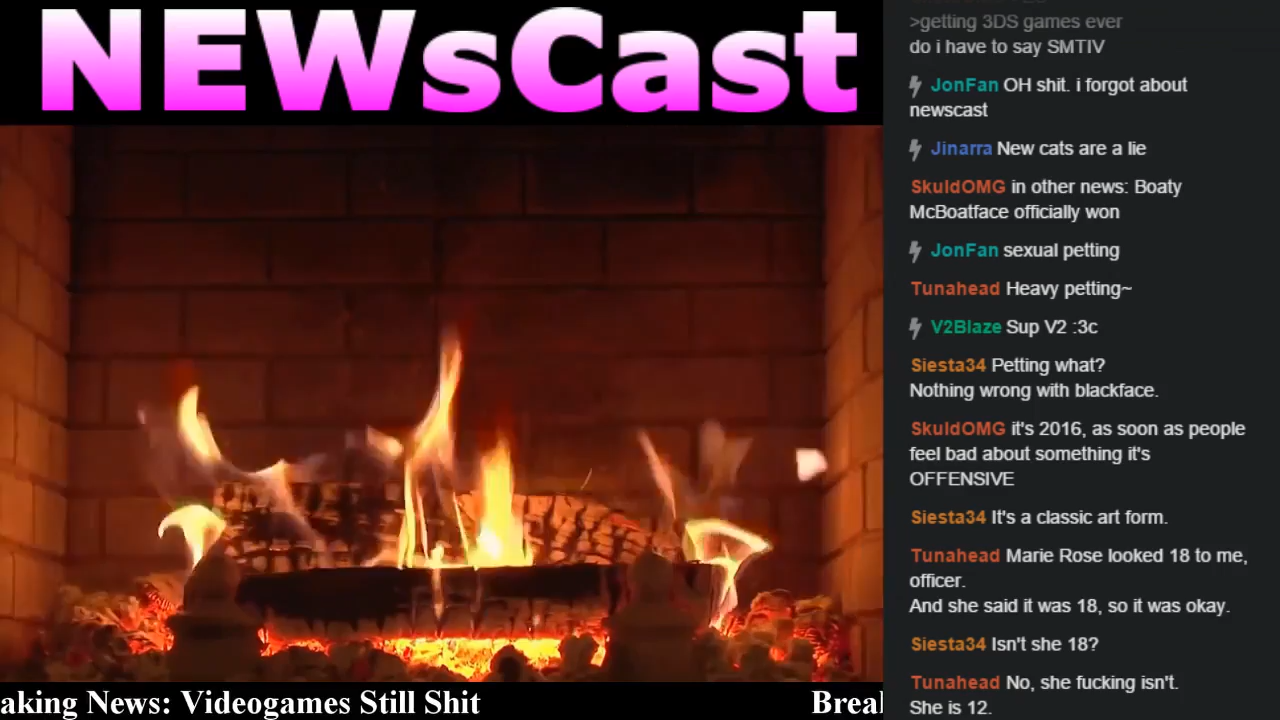 NEWsCast
aking News: Videogames Still Shit
Break
>getting 3DS games ever
do i have to say SMTIV
JonFan OH shit. i forgot about
newscast
Jinarra New cats are a lie
SkuldOMG in other news: Boaty
McBoatface officially won
JonFan sexual petting
Tunahead Heavy petting~
V2Blaze Sup V2 :3c
Siesta34 Petting what?
Nothing wrong with blackface.
SkuldOMG it's 2016, as soon as people
feel bad about something it's
OFFENSIVE
Siesta34 It's a classic art form.
Tunahead Marie Rose looked 18 to me,
officer.
And she said it was 18, so it was okay.
Siesta34 Isn't she 18?
Tunahead No, she fucking isn't.
She is 12.